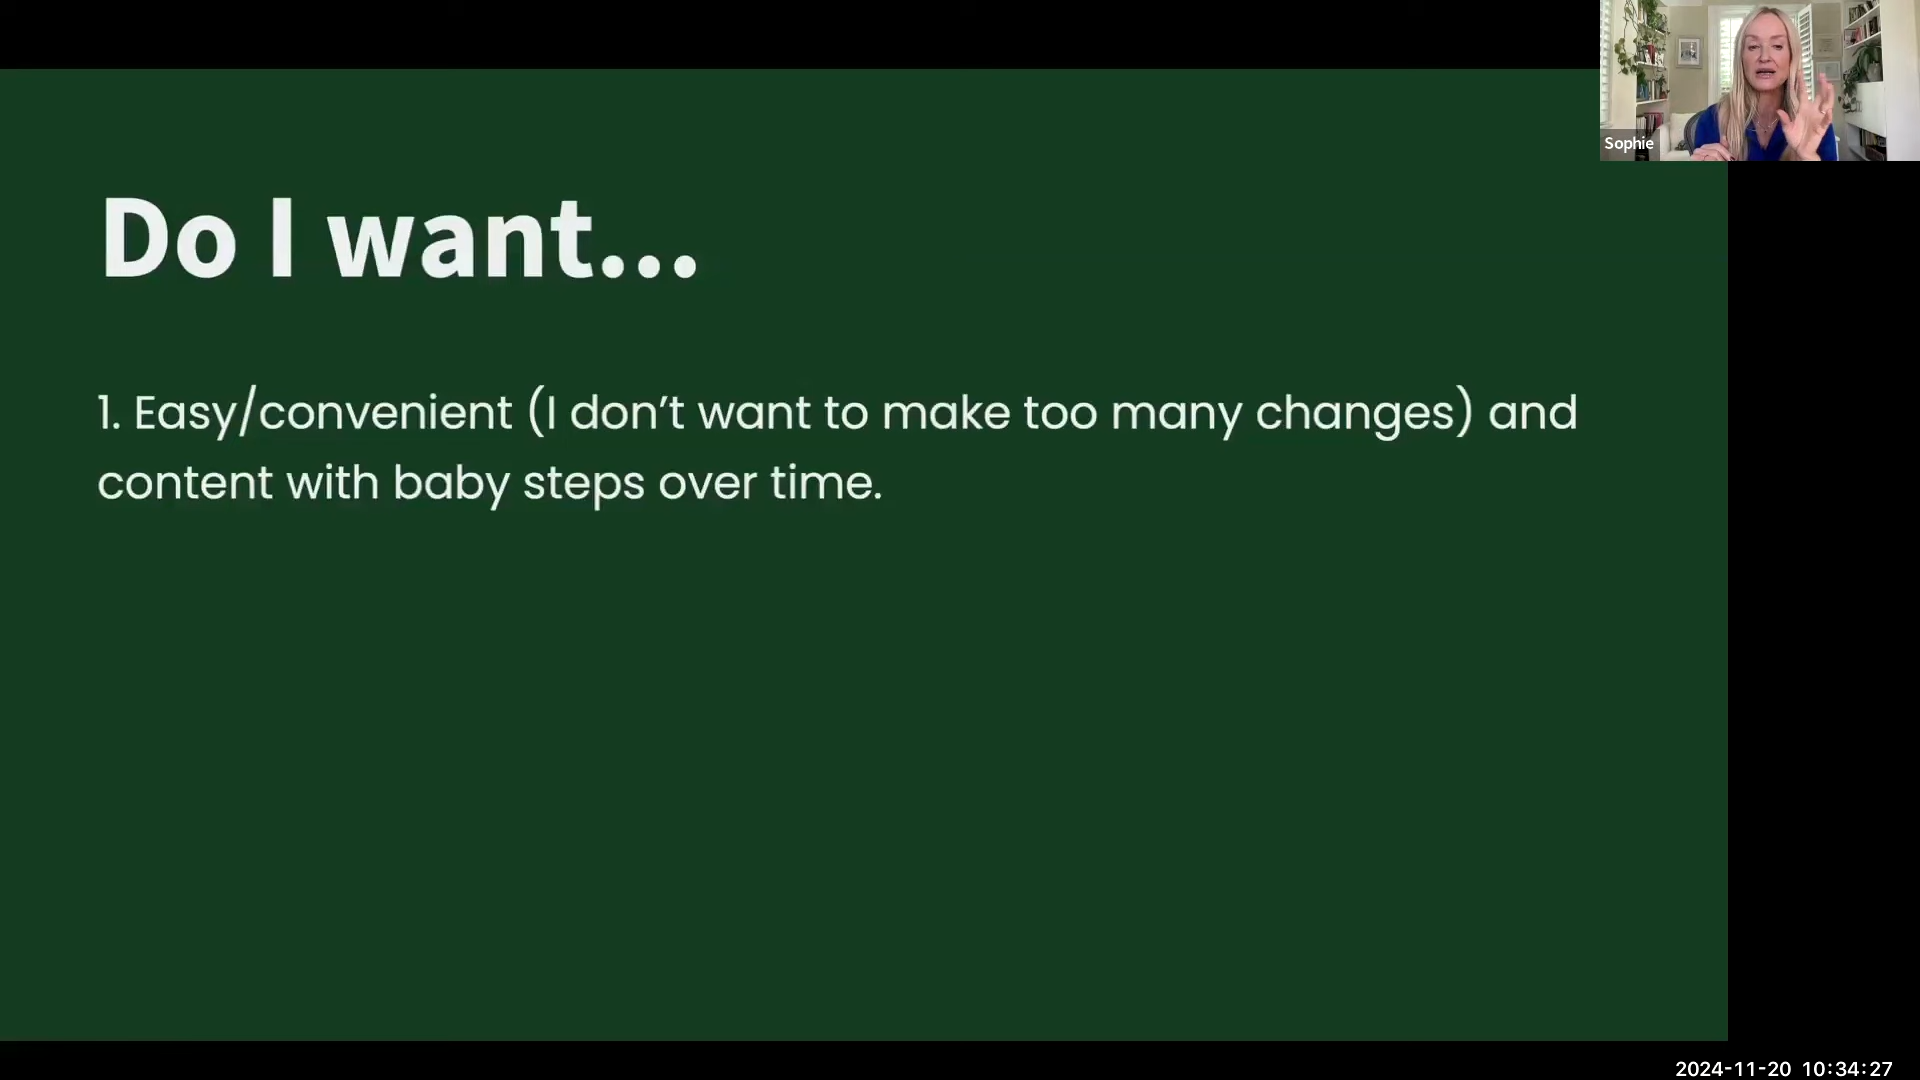 Sophie
Do I want...
1. Easy/convenient (I don’t want to make too many changes) and
content with baby steps over time.
2024-11-20 10:34:27